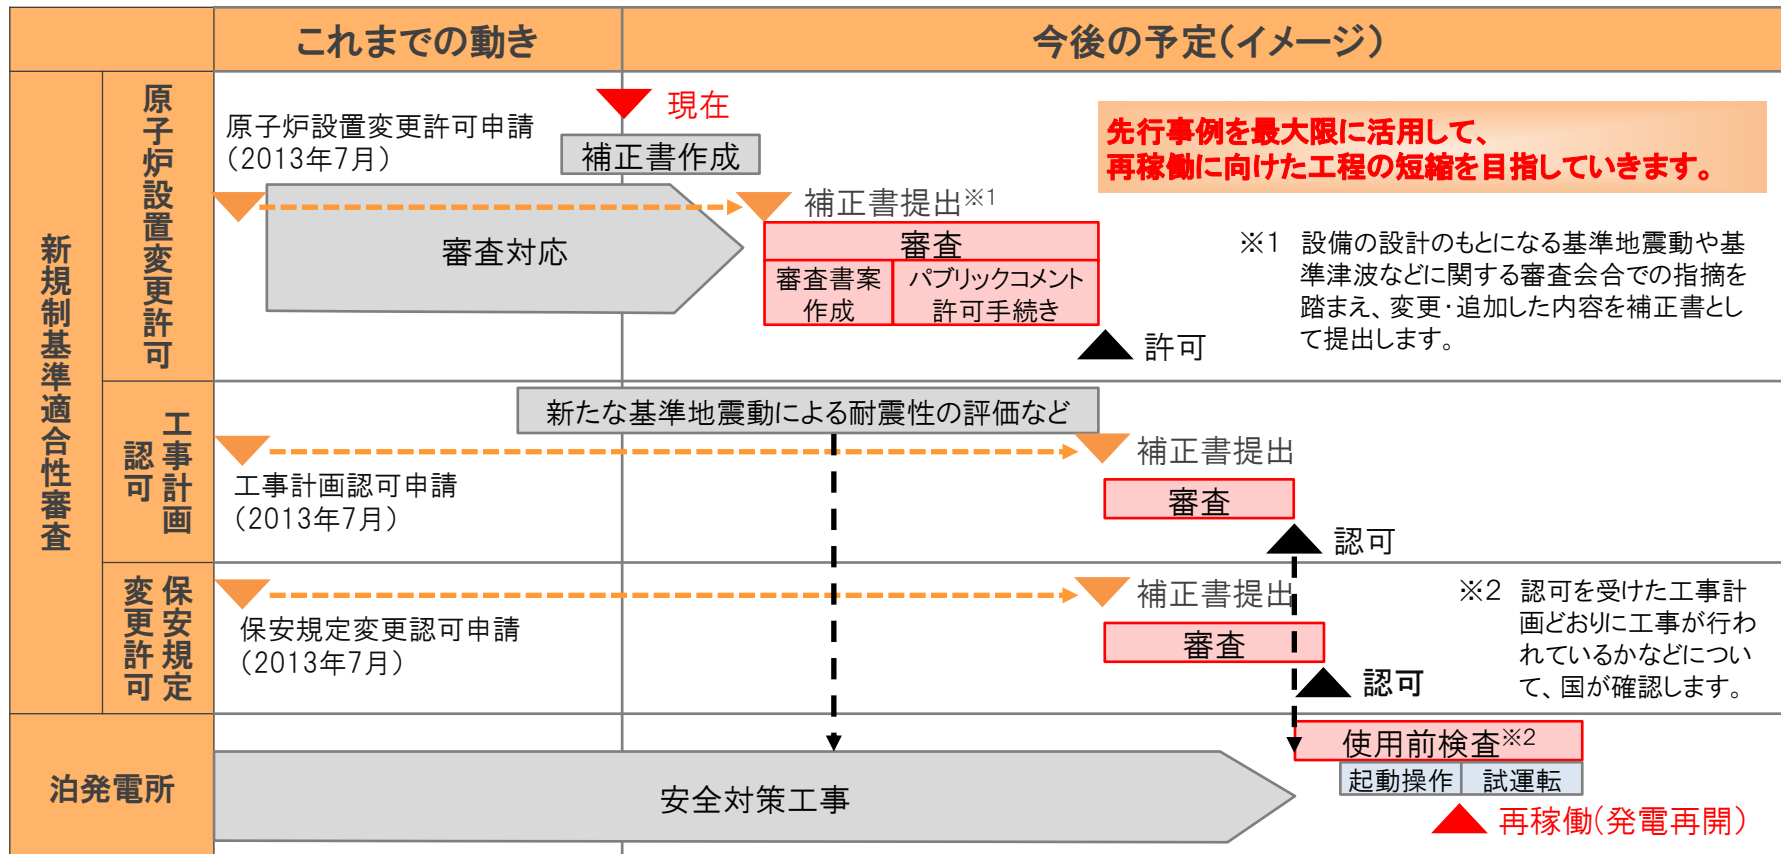 これまでの動き
今後の予定(イメージ)
新規制基準適合性審査
原子炉設置変更許可
原子炉設置変更許可申請
(2013年7月)
現在
補正書作成
審査対応
補正書提出※1
審査
審査書案
作成
パブリックコメント
許可手続き
許可
先行事例を最大限に活用して、
再稼働に向けた工程の短縮を目指していきます。
※1 設備の設計のもとになる基準地震動や基
準津波などに関する審査会合での指摘を
踏まえ、変更・追加した内容を補正書とし
て提出します。
工事計画
認可
新たな基準地震動による耐震性の評価など
工事計画認可申請
(2013年7月)
補正書提出
審査
認可
保安規定
変更許可
保安規定変更認可申請
(2013年7月)
補正書提出
審査
認可
※2 認可を受けた工事計
画どおりに工事が行わ
れているかなどについ
て、国が確認します。
泊発電所
安全対策工事
使用前検査※2
起動操作
試運転
再稼働(発電再開)